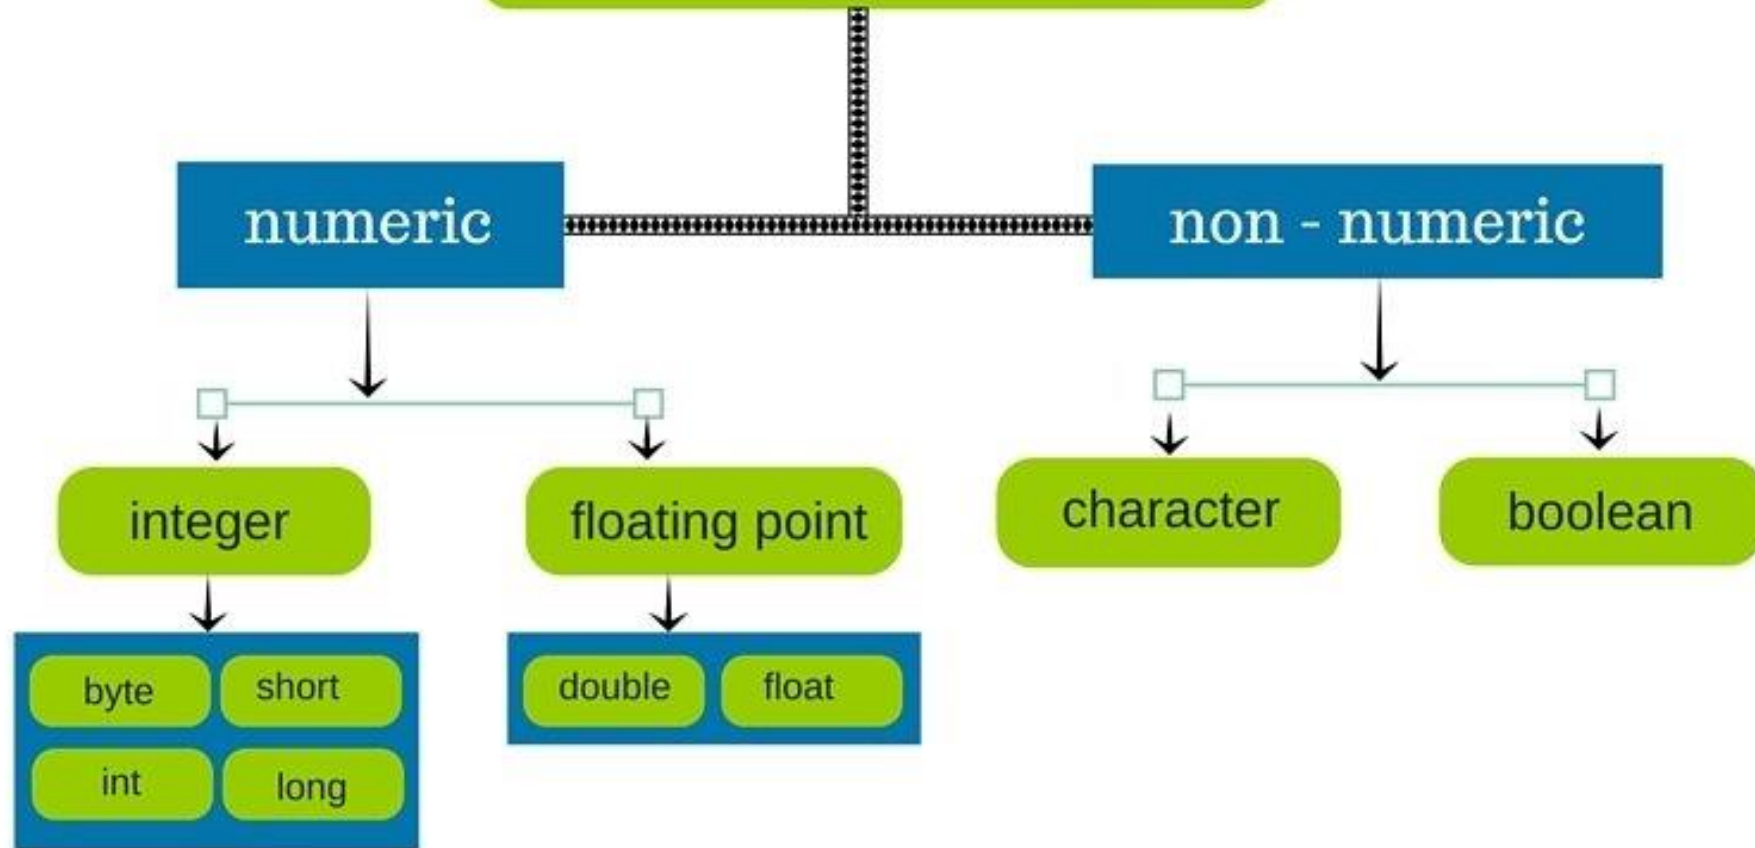 numeric
non - numeric
integer
floating point
character
boolean
byte
short
double
float
int
long